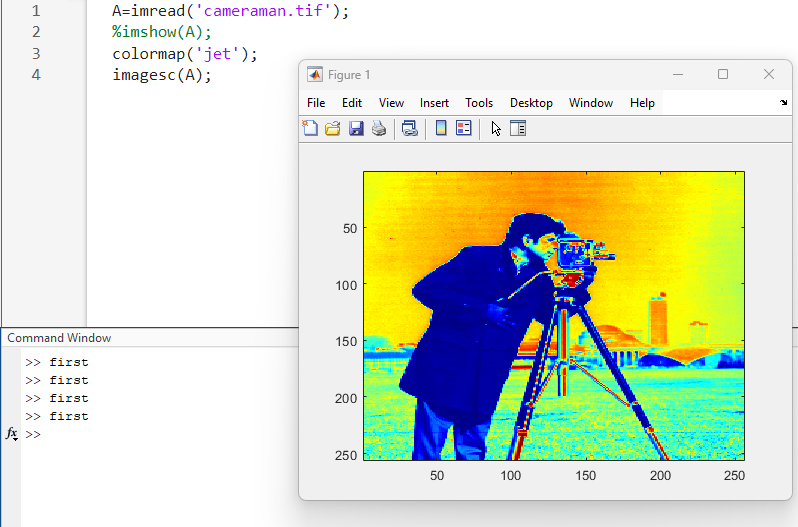 1 A=imread('cameraman.tif');
2 %imshow(A);
3 colormap('jet');
4 imagesc(A);
Figure 1
File Edit View Insert Tools Desktop Window Help
50
100
150
200
250
50 100 150 200 250
Command Window
>> first
>> first
>> first
>> first
fx >>